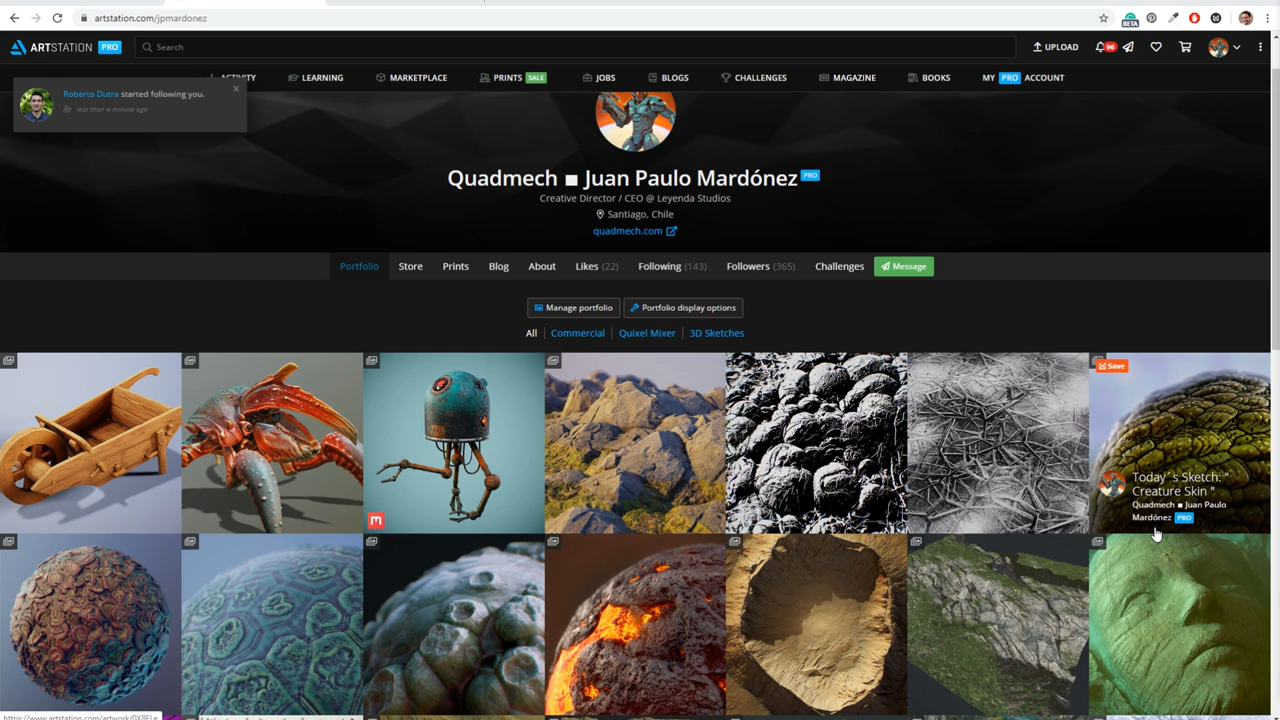 artstation.com/jpmardonez
BETA
ARTSTATION PRO
Search
UPLOAD
96
ACTIVITY
LEARNING
MARKETPLACE
PRINTS SALE
JOBS
BLOGS
CHALLENGES
MAGAZINE
BOOKS
MY PRO ACCOUNT
Roberto Dutra started following you.
less than a minute ago
Quadmech ■ Juan Paulo Mardónez PRO
Creative Director / CEO @ Leyenda Studios
Santiago, Chile
quadmech.com
Portfolio
Store
Prints
Blog
About
Likes (22)
Following (143)
Followers (365)
Challenges
Message
Manage portfolio
Portfolio display options
All
Commercial
Quixel Mixer
3D Sketches
Save
Today´s Sketch: "
Creature Skin "
Quadmech ■ Juan Paulo
Mardónez PRO